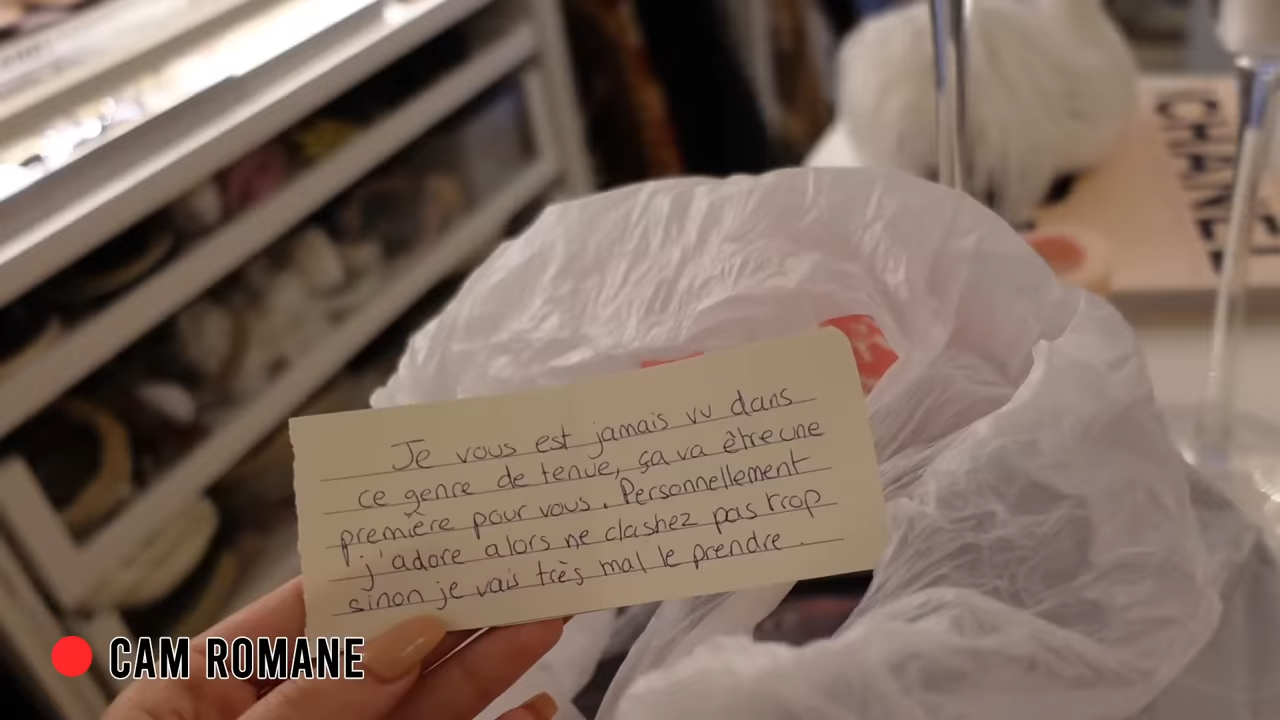 CHANEL
Je vous est jamais vu dans
ce genre de tenue, ça va être une
première pour vous. Personnellement
j'adore alors ne clashez pas trop
sinon je vais très mal le prendre.
CAM ROMANE